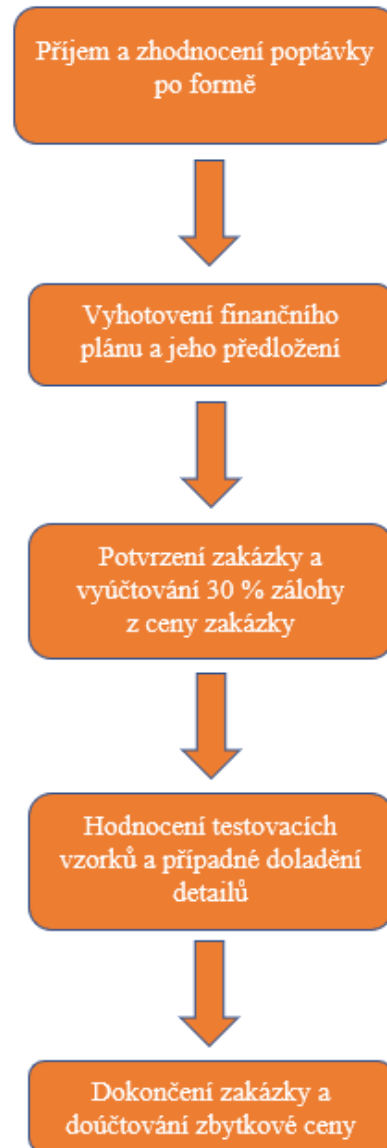 Příjem a zhodnocení poptávky
po formě
Vyhotovení finančního
plánu a jeho předložení
Potvrzení zakázky a
vyúčtování 30 % zálohy
z ceny zakázky
Hodnocení testovacích
vzorků a případné doladění
detailů
Dokončení zakázky a
doúčtování zbytkové ceny